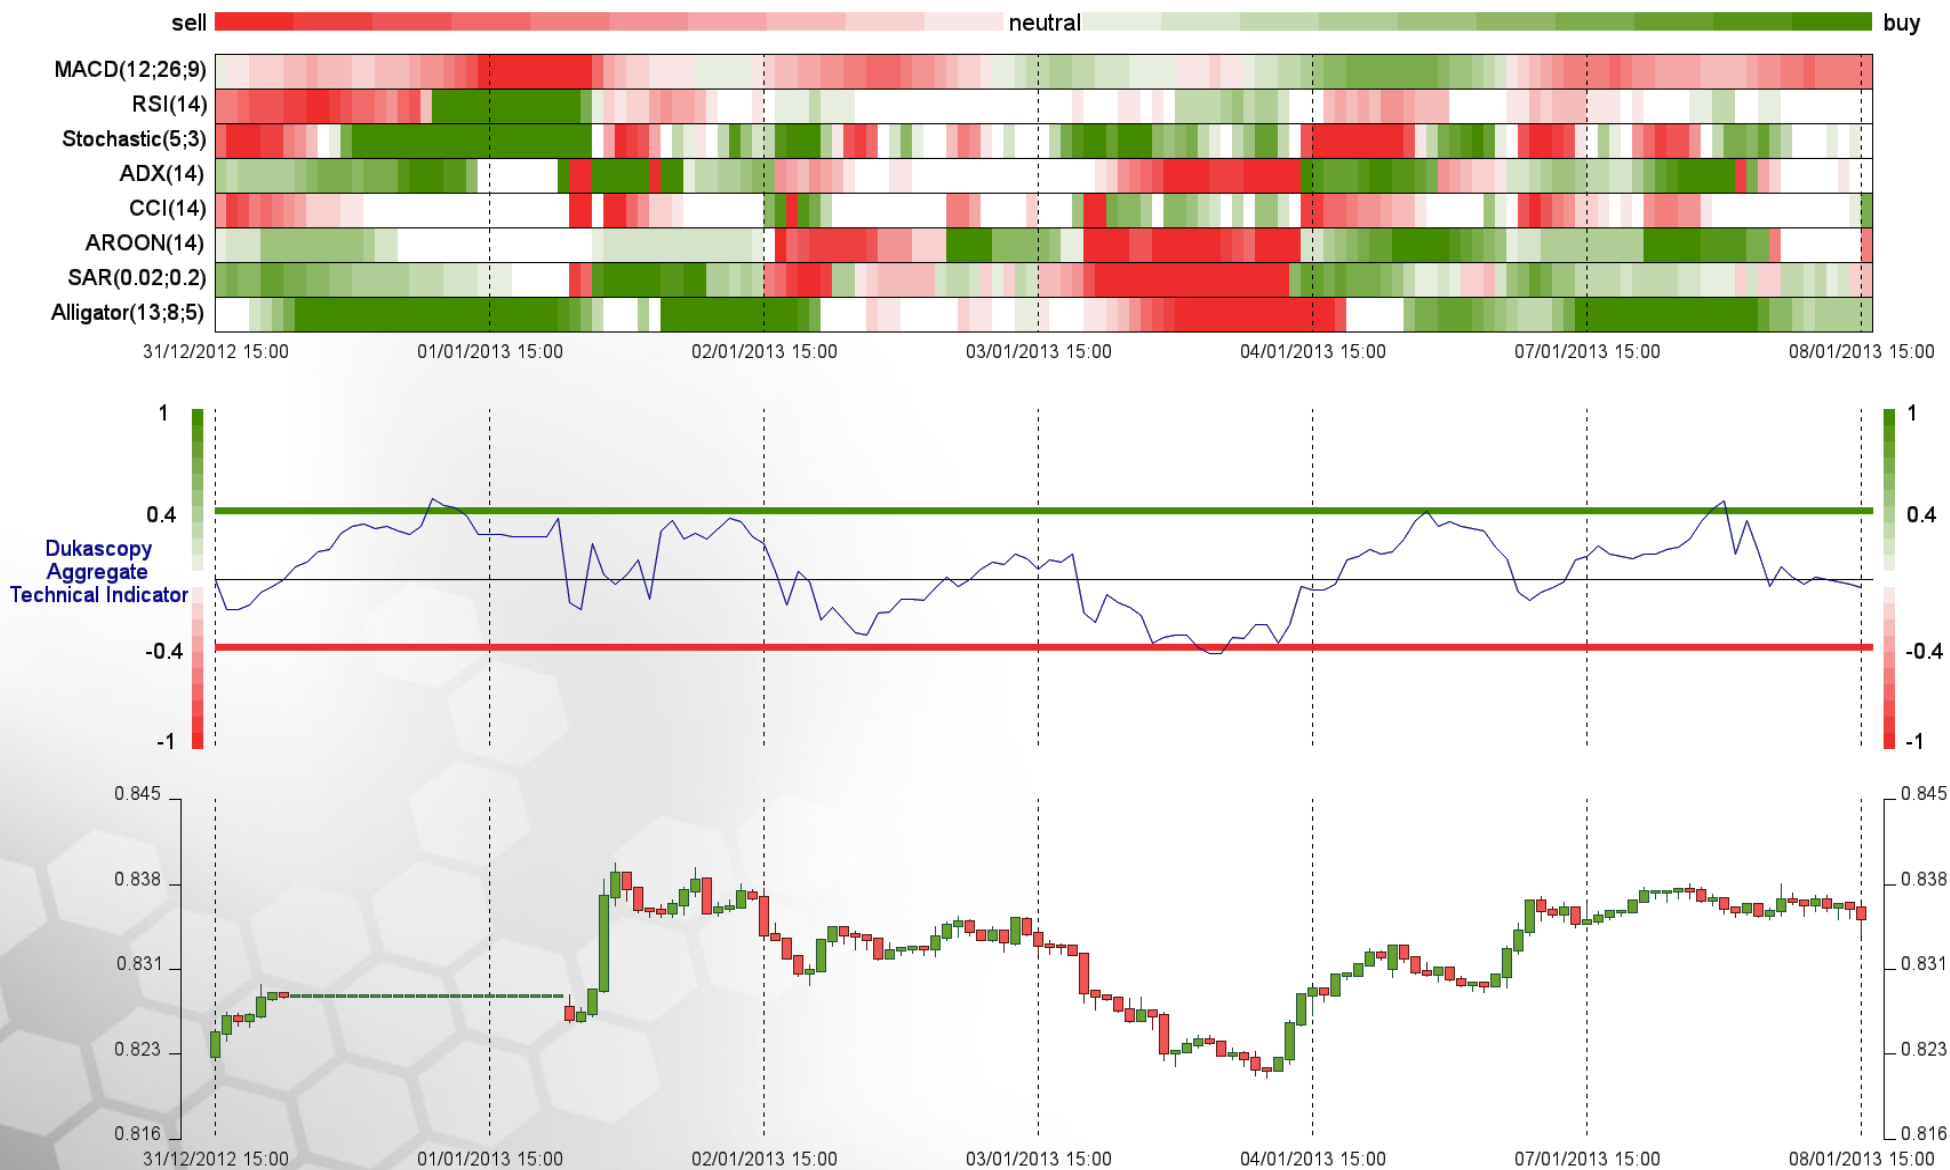 sell neutral buy
MACD(12;26;9)
RSI(14)
Stochastic(5;3)
ADX(14)
CCI(14)
AROON(14)
SAR(0.02;0.2)
Alligator(13;8;5)
31/12/2012 15:00 01/01/2013 15:00 02/01/2013 15:00 03/01/2013 15:00 04/01/2013 15:00 07/01/2013 15:00 08/01/2013 15:00
1 1
0.4 0.4
Dukascopy
Aggregate
Technical Indicator
-0.4 -0.4
-1 -1
0.845 0.845
0.838 0.838
0.831 0.831
0.823 0.823
0.816 0.816
31/12/2012 15:00 01/01/2013 15:00 02/01/2013 15:00 03/01/2013 15:00 04/01/2013 15:00 07/01/2013 15:00 08/01/2013 15:00